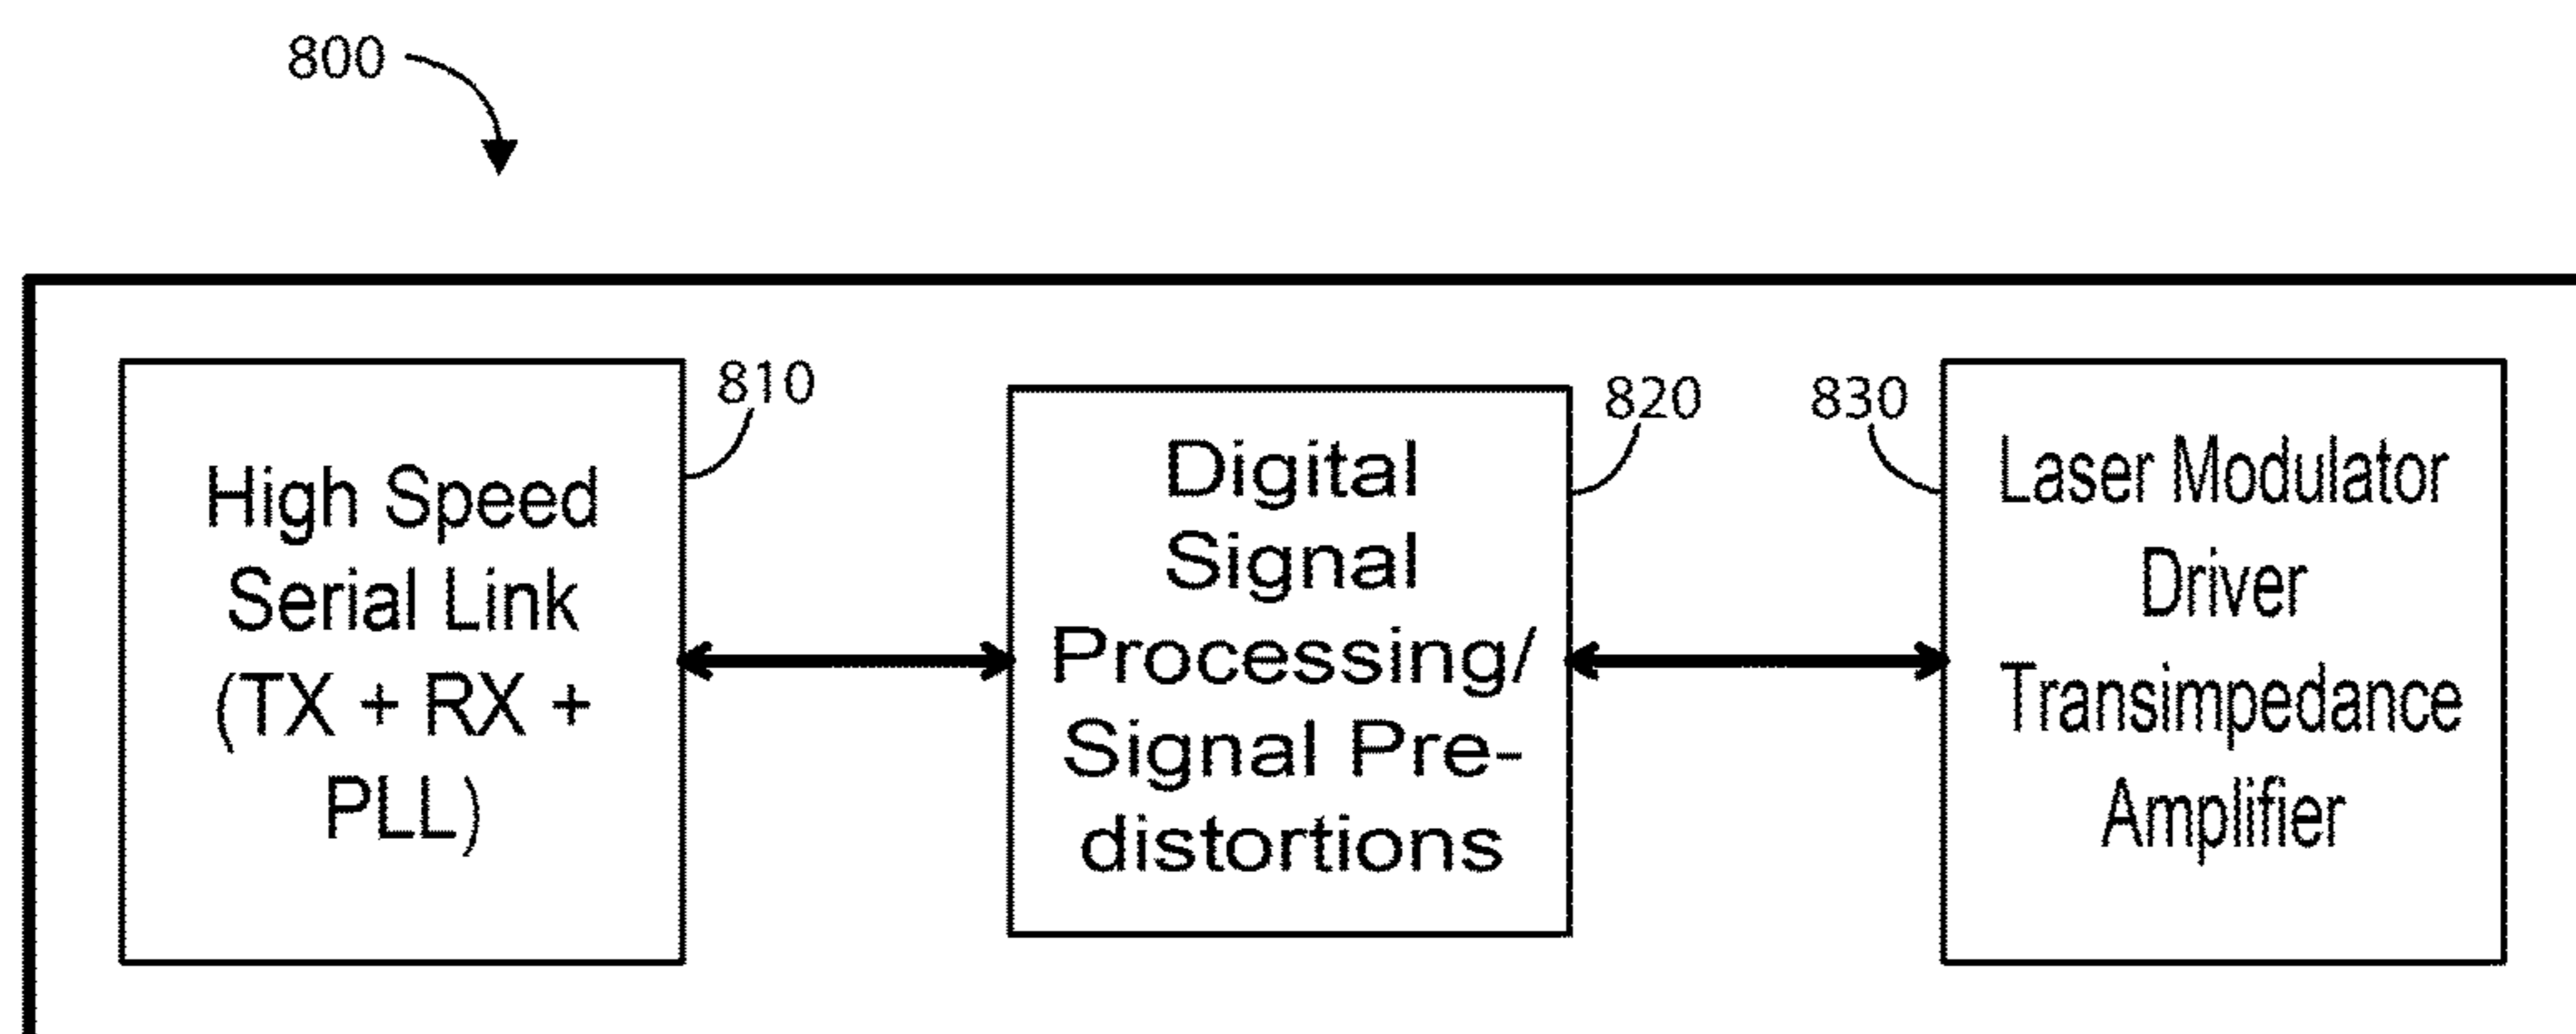 800
810
High Speed
Serial Link
(TX + RX +
PLL)
820
Digital
Signal
Processing/
Signal Pre-
distortions
830
Laser Modulator
Driver
Transimpedance
Amplifier